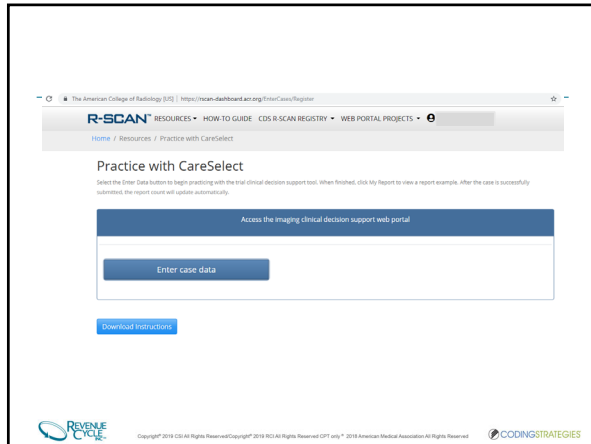 The American College of Radiology [US] | https://rscan-dashboard.acr.org/EnterCases/Register
R-SCAN™ RESOURCES HOW-TO GUIDE CDS R-SCAN REGISTRY WEB PORTAL PROJECTS
Home / Resources / Practice with CareSelect
Practice with CareSelect
Select the Enter Data button to begin practicing with the trial clinical decision support tool. When finished, click My Report to view a report example. After the case is successfully
submitted, the report count will update automatically.
Access the imaging clinical decision support web portal
Enter case data
Download Instructions
REVENUE
CYCLE INC.
Copyright© 2019 CSI All Rights Reserved/Copyright© 2019 RCI All Rights Reserved CPT only ©, 2018 American Medical Association All Rights Reserved
CODINGSTRATEGIES